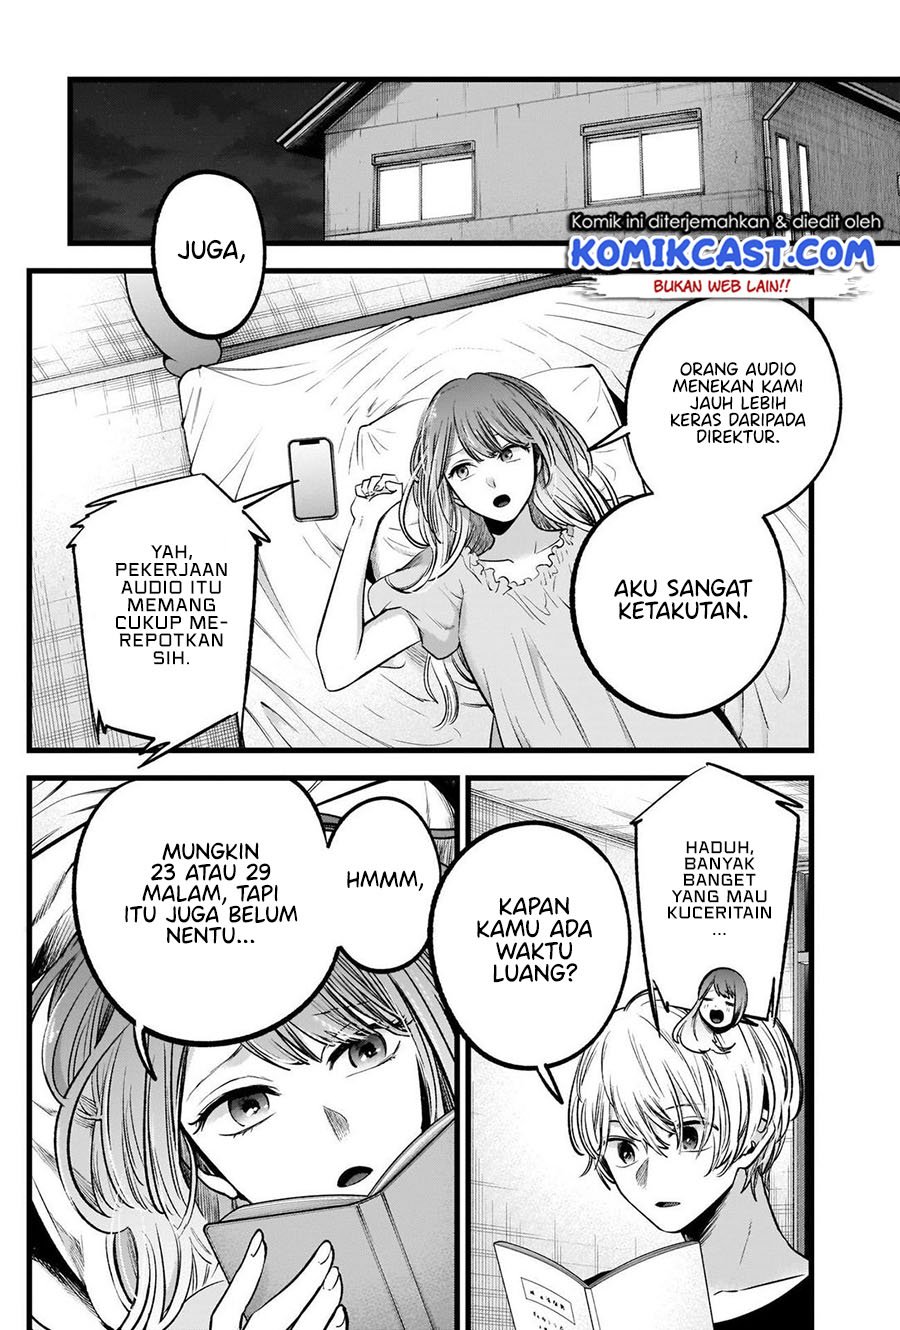 Komik ini diterjemahkan & diedit oleh
KOMIKCAST.COM
BUKAN WEB LAIN!!
JUGA,
ORANG AUDIO
MENEKAN KAMI
JAUH LEBIH
KERAS DARIPADA
DIREKTUR.
AKU SANGAT
KETAKUTAN.
YAH,
PEKERJAAN
AUDIO ITU
MEMANG
CUKUP ME-
REPOTKAN
SIH.
HADUH,
BANYAK
BANGET
YANG MAU
KUCERITAIN
...
KAPAN
KAMU ADA
WAKTU
LUANG?
HMMM,
MUNGKIN
23 ATAU 29
MALAM, TAPI
ITU JUGA BELUM
NENTU...